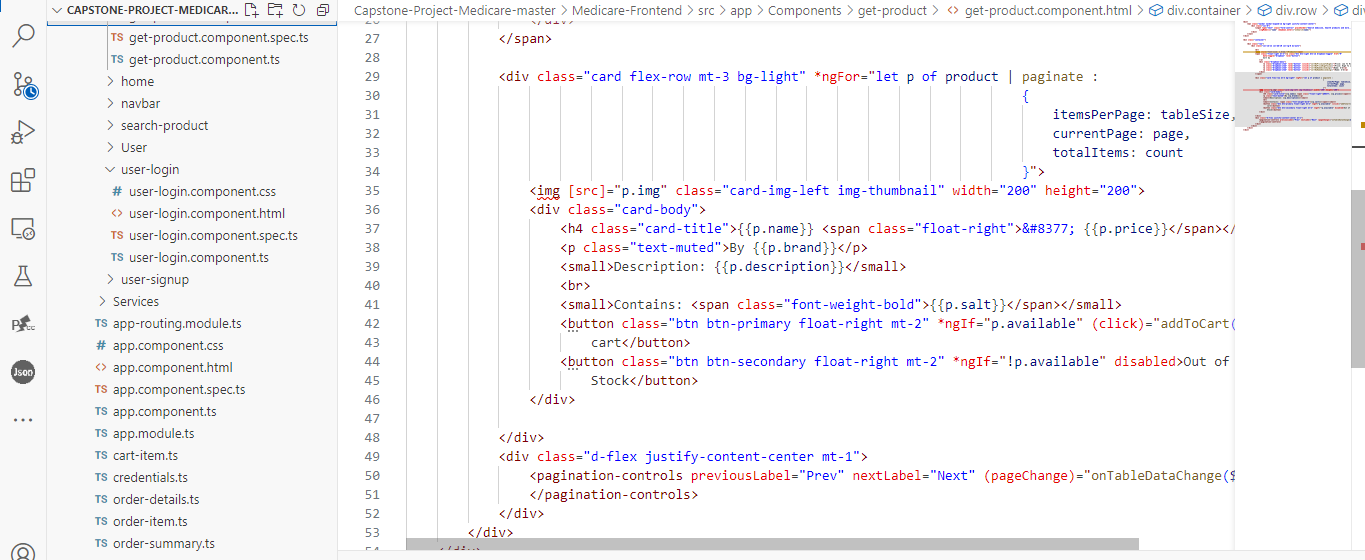 CAPSTONE-PROJECT-MEDICAR...
get-product.component.spec.ts
TS get-product.component.ts
home
navbar
search-product
User
user-login
# user-login.component.css
<> user-login.component.html
TS user-login.component.spec.ts
TS user-login.component.ts
user-signup
Services
TS app-routing.module.ts
# app.component.css
<> app.component.html
TS app.component.spec.ts
TS app.component.ts
TS app.module.ts
TS cart-item.ts
TS credentials.ts
TS order-details.ts
TS order-item.ts
TS order-summary.ts
Json
Capstone-Project-Medicare-master > Medicare-Frontend > src > app > Components > get-product > <> get-product.component.html > div.container > div.row > div
27 </span>
28
29 <div class="card flex-row mt-3 bg-light" *ngFor="let p of product | paginate :
30 {
31 itemsPerPage: tableSize,
32 currentPage: page,
33 totalItems: count
34 }">
35 <img [src]="p.img" class="card-img-left img-thumbnail" width="200" height="200">
36 <div class="card-body">
37 <h4 class="card-title">{{p.name}} <span class="float-right">&#8377; {{p.price}}</span></
38 <p class="text-muted">By {{p.brand}}</p>
39 <small>Description: {{p.description}}</small>
40 <br>
41 <small>Contains: <span class="font-weight-bold">{{p.salt}}</span></small>
42 <button class="btn btn-primary float-right mt-2" *ngIf="p.available" (click)="addToCart(
43 cart</button>
44 <button class="btn btn-secondary float-right mt-2" *ngIf="!p.available" disabled>Out of
45 Stock</button>
46 </div>
47
48 </div>
49 <div class="d-flex justify-content-center mt-1">
50 <pagination-controls previousLabel="Prev" nextLabel="Next" (pageChange)="onTableDataChange($
51 </pagination-controls>
52 </div>
53 </div>
54 </div>